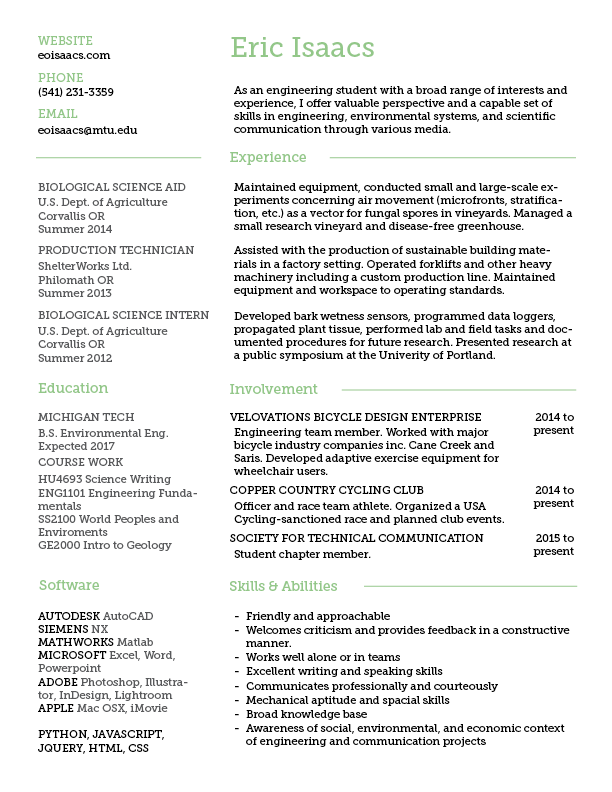 WEBSITE
eoisaacs.com
PHONE
(541) 231-3359
EMAIL
eoisaacs@mtu.edu
Eric Isaacs
As an engineering student with a broad range of interests and
experience, I offer valuable perspective and a capable set of
skills in engineering, environmental systems, and scientific
communication through various media.
Experience
BIOLOGICAL SCIENCE AID
U.S. Dept. of Agriculture
Corvallis OR
Summer 2014
Maintained equipment, conducted small and large-scale ex-
periments concerning air movement (microfronts, stratifica-
tion, etc.) as a vector for fungal spores in vineyards. Managed a
small research vineyard and disease-free greenhouse.
PRODUCTION TECHNICIAN
ShelterWorks Ltd.
Philomath OR
Summer 2013
Assisted with the production of sustainable building mate-
rials in a factory setting. Operated forklifts and other heavy
machinery including a custom production line. Maintained
equipment and workspace to operating standards.
BIOLOGICAL SCIENCE INTERN
U.S. Dept. of Agriculture
Corvallis OR
Summer 2012
Developed bark wetness sensors, programmed data loggers,
propagated plant tissue, performed lab and field tasks and doc-
umented procedures for future research. Presented research at
a public symposium at the Univerity of Portland.
Education
MICHIGAN TECH
B.S. Environmental Eng.
Expected 2017
COURSE WORK
HU4693 Science Writing
ENG1101 Engineering Funda-
mentals
SS2100 World Peoples and
Enviroments
GE2000 Intro to Geology
Involvement
VELOVATIONS BICYCLE DESIGN ENTERPRISE
2014 to
present
Engineering team member. Worked with major
bicycle industry companies inc. Cane Creek and
Saris. Developed adaptive exercise equipment for
wheelchair users.
COPPER COUNTRY CYCLING CLUB
2014 to
present
Officer and race team athlete. Organized a USA
Cycling-sanctioned race and planned club events.
SOCIETY FOR TECHNICAL COMMUNICATION
2015 to
present
Student chapter member.
Software
AUTODESK AutoCAD
SIEMENS NX
MATHWORKS Matlab
MICROSOFT Excel, Word,
Powerpoint
ADOBE Photoshop, Illustra-
tor, InDesign, Lightroom
APPLE Mac OSX, iMovie
PYTHON, JAVASCRIPT,
JQUERY, HTML, CSS
Skills & Abilities
- Friendly and approachable
- Welcomes criticism and provides feedback in a constructive
manner.
- Works well alone or in teams
- Excellent writing and speaking skills
- Communicates professionally and courteously
- Mechanical aptitude and spacial skills
- Broad knowledge base
- Awareness of social, environmental, and economic context
of engineering and communication projects